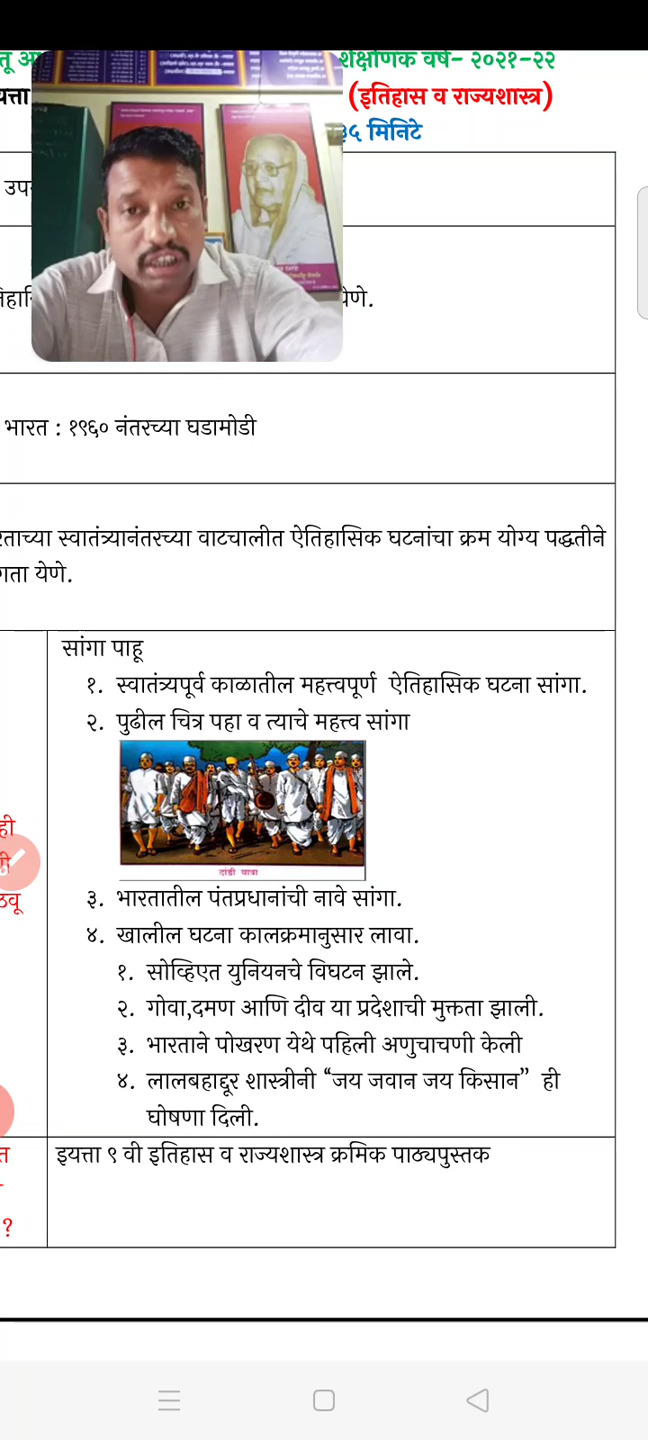 शैक्षणिक वर्ष- २०२१-२२
(इतिहास व राज्यशास्त्र)
३५ मिनिटे
येणे.
भारत : १९६० नंतरच्या घडामोडी
स्वातंत्र्यानंतरच्या वाटचालीत ऐतिहासिक घटनांचा क्रम योग्य पद्धतीने
येणे.
सांगा पाहू
१. स्वातंत्र्यपूर्व काळातील महत्त्वपूर्ण ऐतिहासिक घटना सांगा.
२. पुढील चित्र पहा व त्याचे महत्त्व सांगा
दांडी यात्रा
३. भारतातील पंतप्रधानांची नावे सांगा.
४. खालील घटना कालक्रमानुसार लावा.
१. सोव्हिएत युनियनचे विघटन झाले.
२. गोवा,दमण आणि दीव या प्रदेशाची मुक्तता झाली.
३. भारताने पोखरण येथे पहिली अणुचाचणी केली
४. लालबहाद्दूर शास्त्रीनी “जय जवान जय किसान” ही
घोषणा दिली.
इयत्ता ९ वी इतिहास व राज्यशास्त्र क्रमिक पाठ्यपुस्तक
?